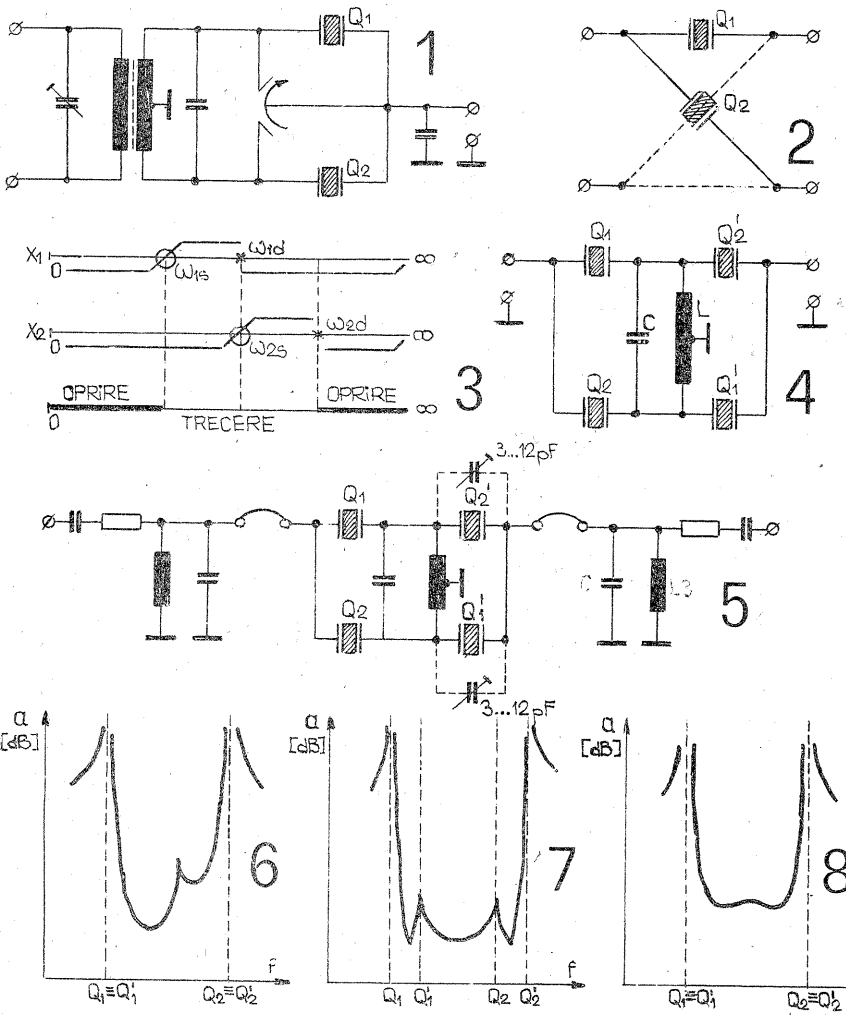 Q1
1
Q2
Q1
Q2
2
X1
0
ω1s
ω1d
∞
X2
0
ω2s
ω2d
∞
OPRIRE
OPRIRE
0
TRECERE
∞
3
Q1
Q2'
C
L
Q2
Q1'
4
3...12pF
Q1
Q2'
Q2
Q1'
C
L3
5
3...12pF
a
[dB]
6
f
Q1≡Q1'
Q2≡Q2'
a
[dB]
7
f
Q1
Q1'
Q2
Q2'
a
[dB]
8
Q1≡Q1'
Q2≡Q2'